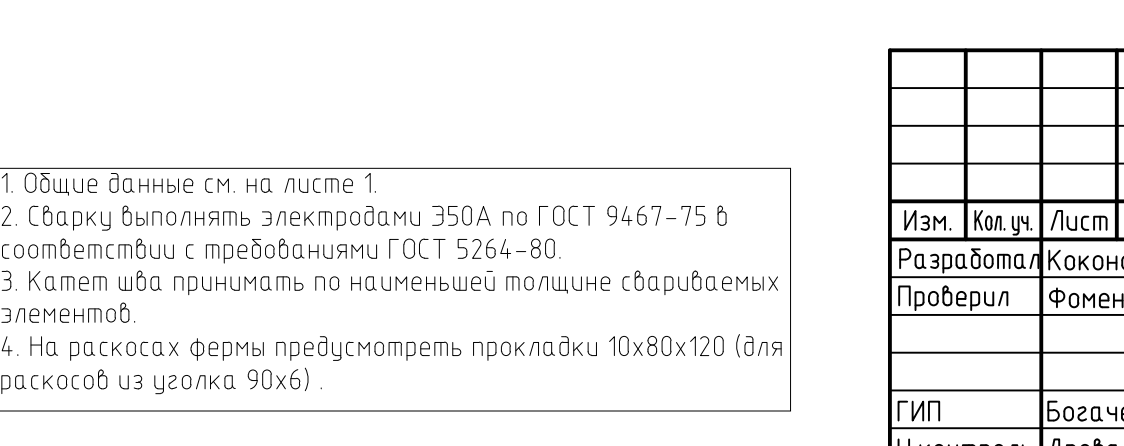 1. Общие данные см. на листе 1.
2. Сварку выполнять электродами Э50А по ГОСТ 9467-75 в
соответствии с требованиями ГОСТ 5264-80.
3. Катет шва принимать по наименьшей толщине свариваемых
элементов.
4. На раскосах фермы предусмотреть прокладки 10х80х120 (для
раскосов из уголка 90х6) .
Изм. Кол. уч. Лист
Разработал
Проверил
ГИП